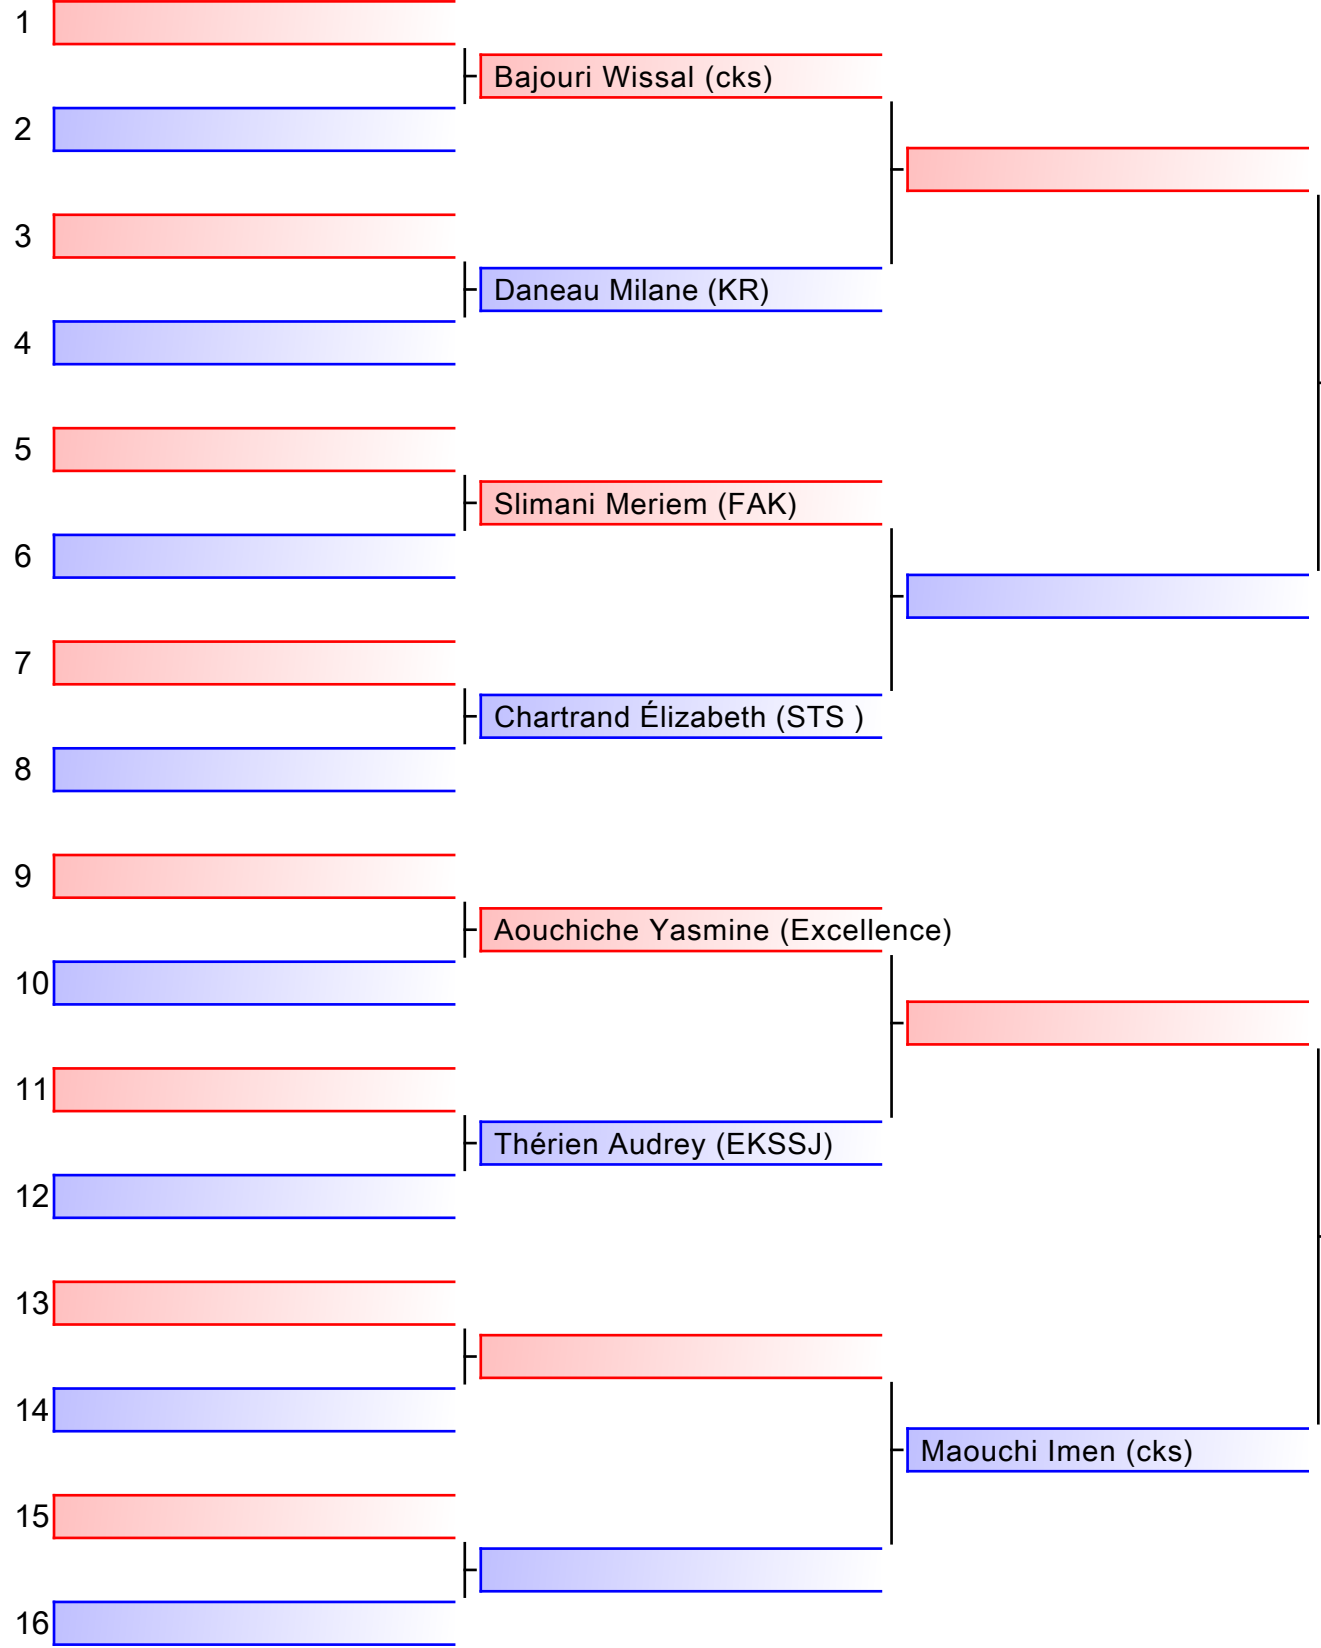 1
Bajouri Wissal (cks)
2
3
Daneau Milane (KR)
4
5
Slimani Meriem (FAK)
6
7
Chartrand Élizabeth (STS )
8
9
Aouchiche Yasmine (Excellence)
10
11
Thérien Audrey (EKSSJ)
12
13
14
Maouchi Imen (cks)
15
16